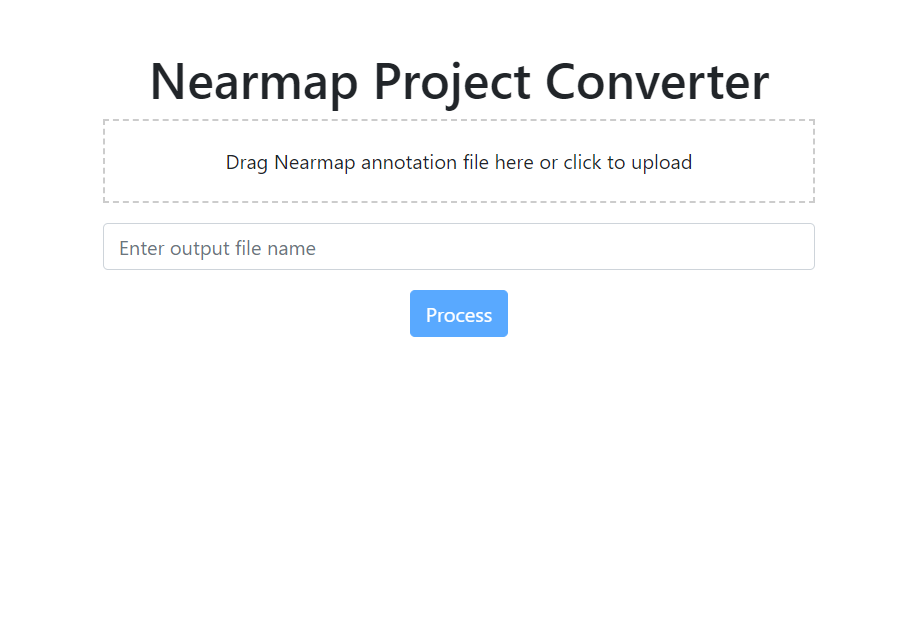 Nearmap Project Converter
Drag Nearmap annotation file here or click to upload
Enter output file name
Process